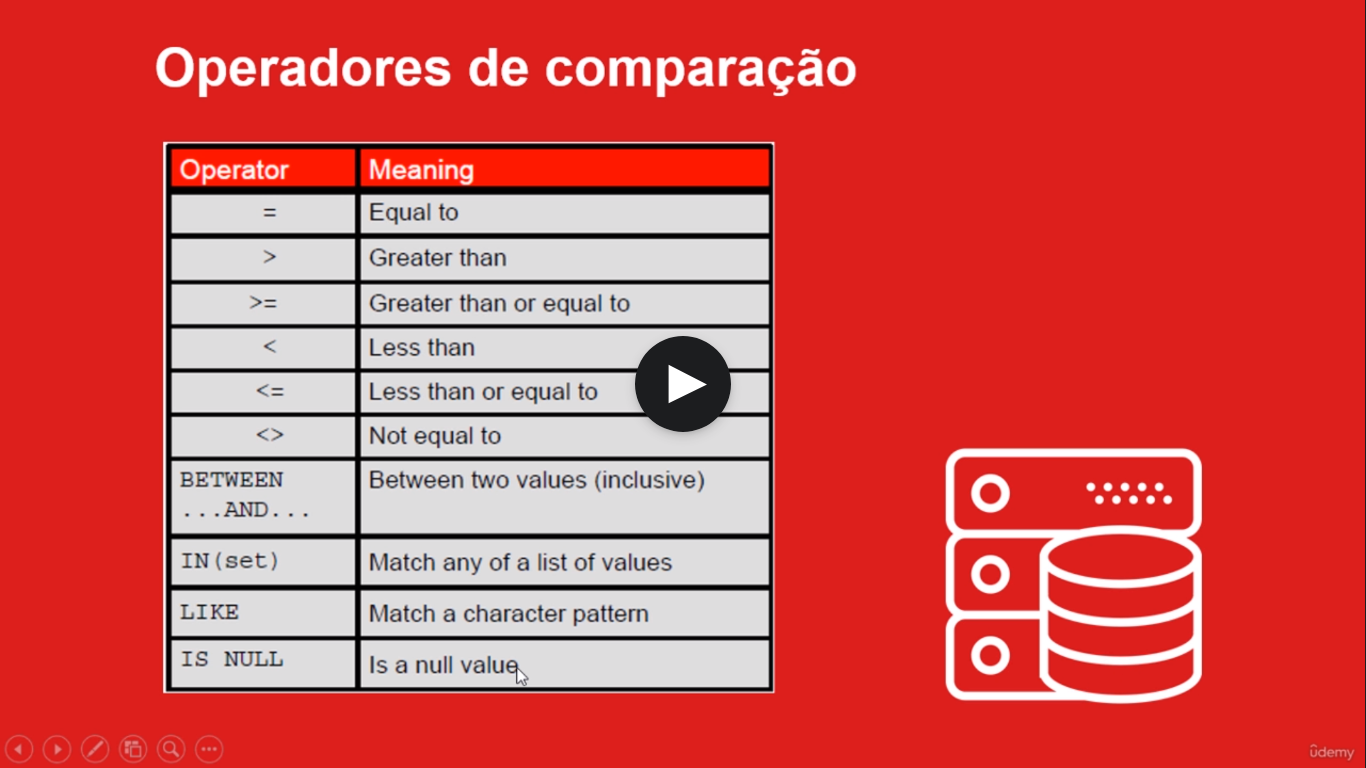 Operadores de comparação
Operator Meaning
= Equal to
> Greater than
>= Greater than or equal to
< Less than
<= Less than or equal to
<> Not equal to
BETWEEN Between two values (inclusive)
...AND...
IN(set) Match any of a list of values
LIKE Match a character pattern
IS NULL Is a null value
ûdemy